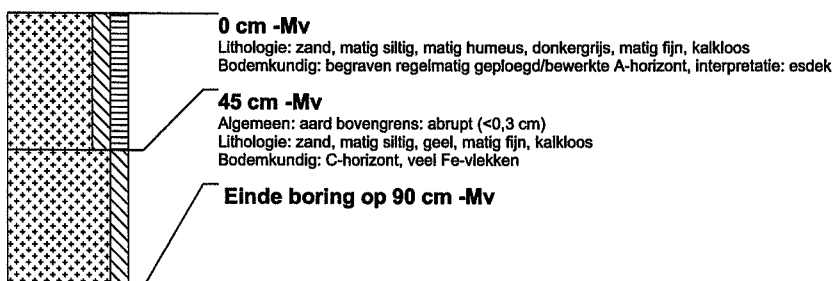 0 cm -Mv
Lithologie: zand, matig siltig, matig humeus, donkergrijs, matig fijn, kalkloos
Bodemkundig: begraven regelmatig geploegd/bewerkte A-horizont, interpretatie: esdek
45 cm -Mv
Algemeen: aard bovengrens: abrupt (<0,3 cm)
Lithologie: zand, matig siltig, geel, matig fijn, kalkloos
Bodemkundig: C-horizont, veel Fe-vlekken
Einde boring op 90 cm -Mv